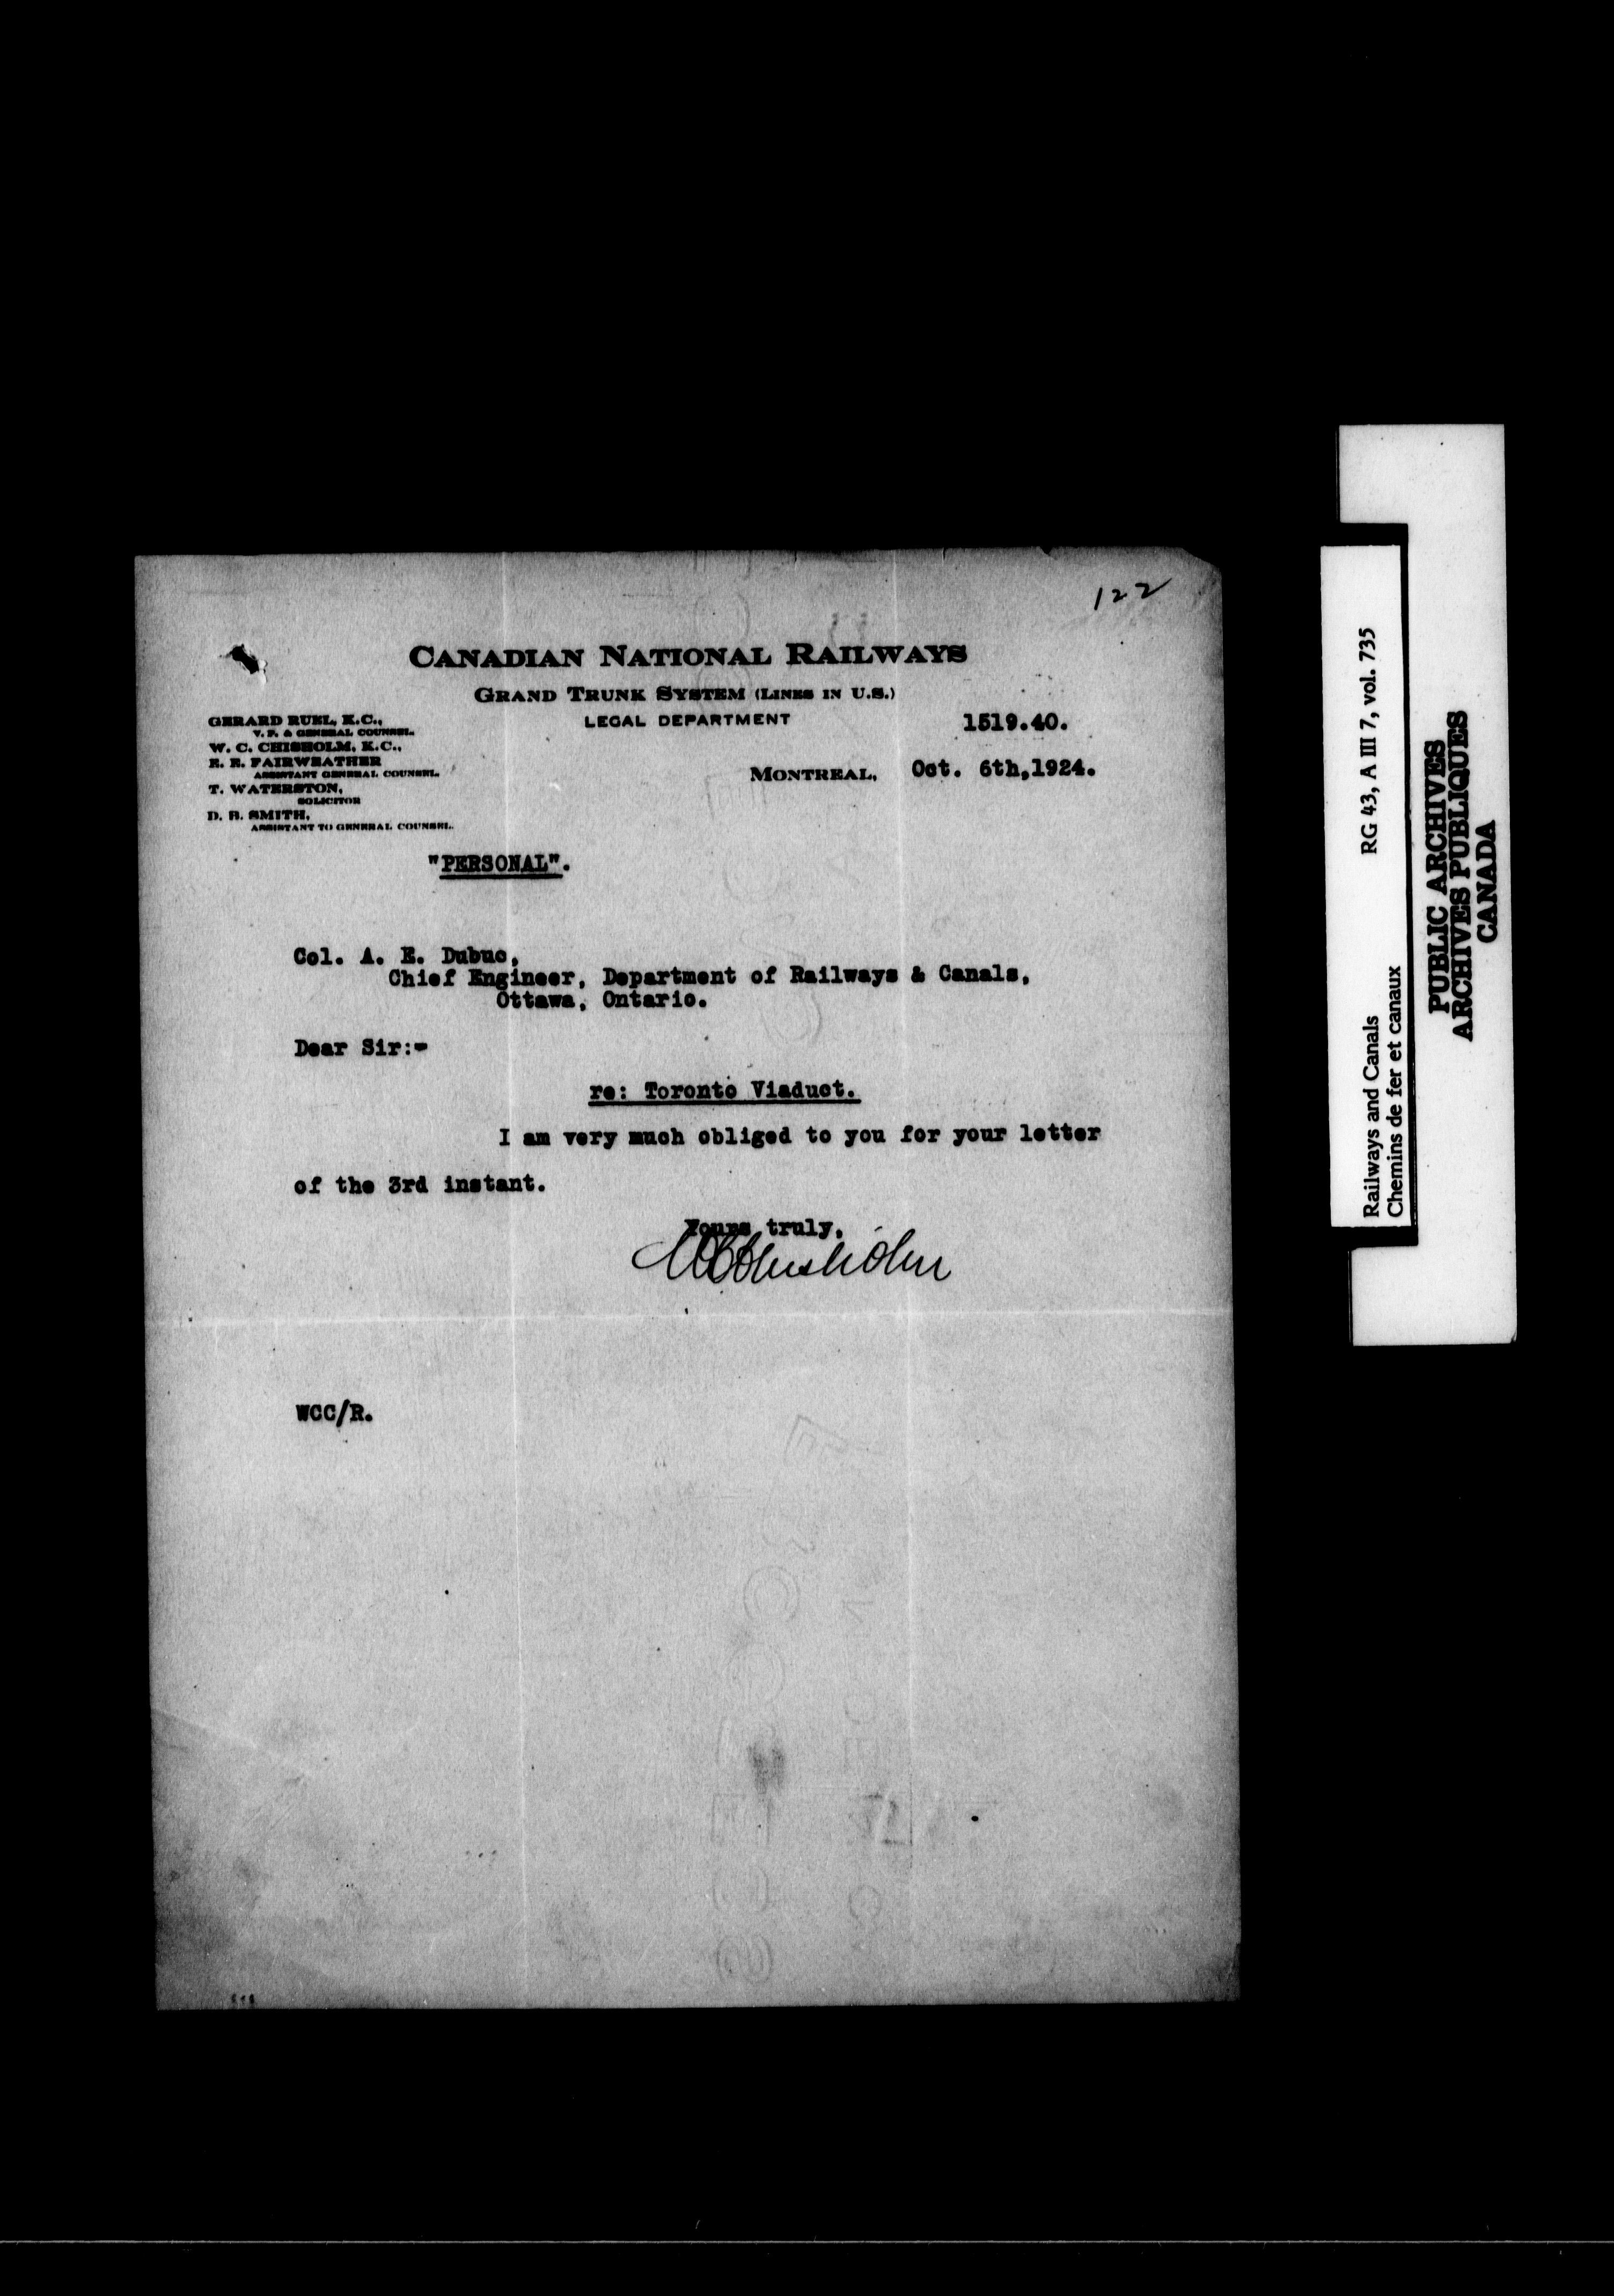 122
CANADIAN NATIONAL RAILWAYS
GRAND TRUNK SYSTEM (LINES IN U.S.)
LEGAL DEPARTMENT
1519.40.
GERARD RUEL, K.C.,
V. P. & GENERAL COUNSEL.
W. C. CHISHOLM, K.C.,
R. E. FAIRWEATHER
ASSISTANT GENERAL COUNSEL.
T. WATERSTON,
SOLICITOR
D. B. SMITH,
ASSISTANT TO GENERAL COUNSEL.
MONTREAL, Oct. 6th,1924.
"PERSONAL".
Col. A. E. Dubuc,
Chief Engineer, Department of Railways & Canals,
Ottawa, Ontario.
Dear Sir:-
re: Toronto Viaduct.
I am very much obliged to you for your letter
of the 3rd instant.
Yours truly,
WCChisholm
WCC/R.
Railways and Canals RG 43, A III 7, vol. 735
Chemins de fer et canaux
PUBLIC ARCHIVES
ARCHIVES PUBLIQUES
CANADA